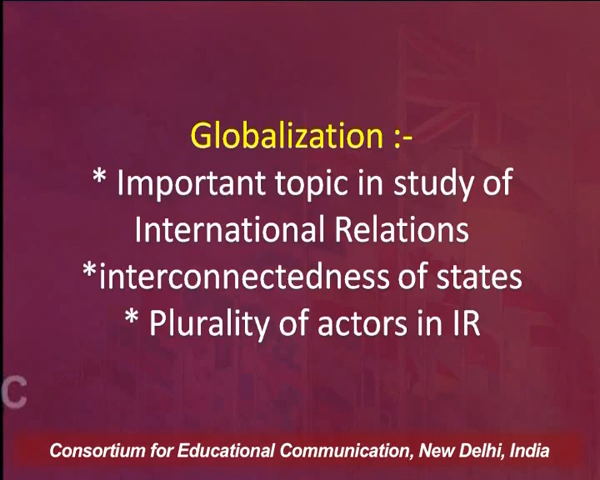 Globalization :-
* Important topic in study of
International Relations
*interconnectedness of states
* Plurality of actors in IR
C
Consortium for Educational Communication, New Delhi, India